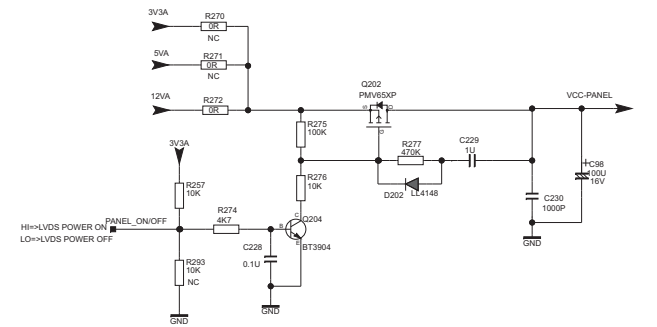 3V3A
R270
0R
NC
5VA
R271
0R
NC
12VA
R272
0R
Q202
PMV65XP
S
D
G
VCC-PANEL
R275
100K
3V3A
R277
470K
C229
1U
C98
100U
16V
R276
10K
D202
LL4148
R257
10K
C230
1000P
HI=>LVDS POWER ON
PANEL_ON/OFF
LO=>LVDS POWER OFF
R274
4K7
C
B
E
Q204
BT3904
GND
C228
0.1U
R293
10K
NC
GND
GND